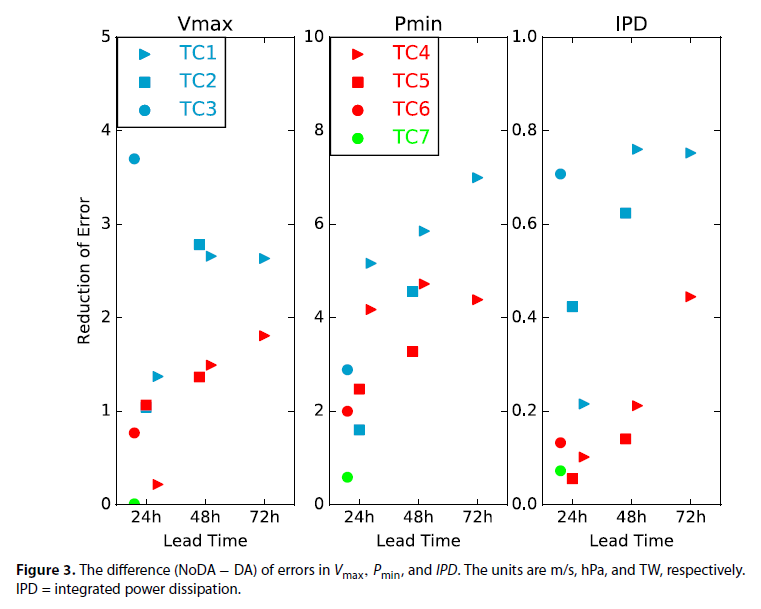 Vmax
Pmin
IPD
Reduction of Error
5
4
3
2
1
0
TC1
TC2
TC3
24h
48h
72h
Lead Time
10
8
6
4
2
0
TC4
TC5
TC6
TC7
24h
48h
72h
Lead Time
1.0
0.8
0.6
0.4
0.2
0.0
24h
48h
72h
Lead Time
Figure 3. The difference (NoDA − DA) of errors in Vmax, Pmin, and IPD. The units are m/s, hPa, and TW, respectively.
IPD = integrated power dissipation.